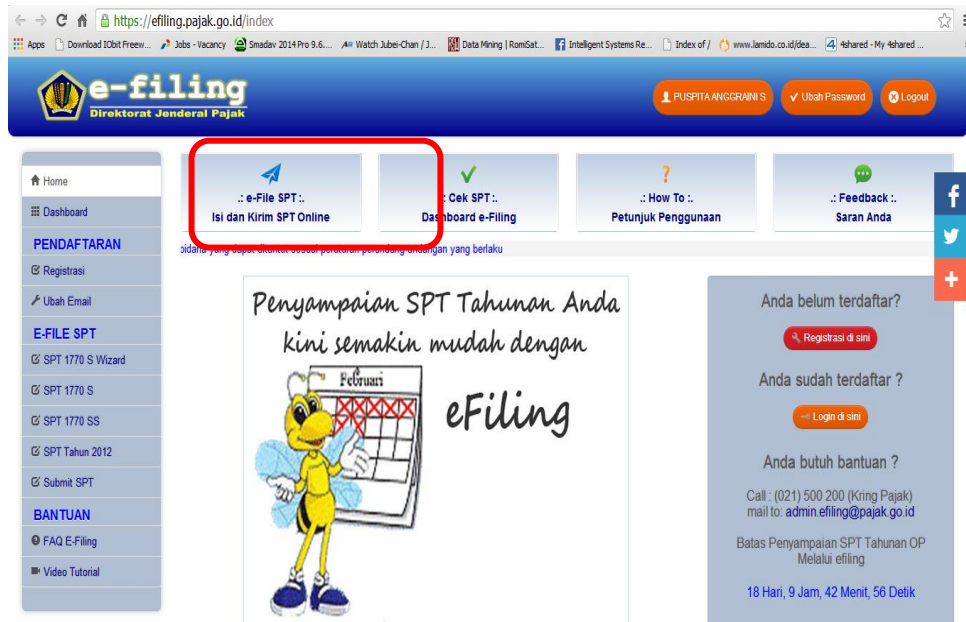 https://efiling.pajak.go.id/index
Apps Download IObit Freew... Jobs - Vacancy Smadav 2014 Pro 9.6.... Watch Jubei-Chan / J... Data Mining | RomiSat... Intelligent Systems Re... Index of / www.lamido.co.id/dea... 4shared - My 4shared ...
e-filing
Direktorat Jenderal Pajak
PUSPITA ANGGRAINI S Ubah Password Logout
Home
Dashboard
PENDAFTARAN
Registrasi
Ubah Email
E-FILE SPT
SPT 1770 S Wizard
SPT 1770 S
SPT 1770 SS
SPT Tahun 2012
Submit SPT
BANTUAN
FAQ E-Filing
Video Tutorial
.: e-File SPT :.
Isi dan Kirim SPT Online
.: Cek SPT :.
Dashboard e-Filing
.: How To :.
Petunjuk Penggunaan
.: Feedback :.
Saran Anda
pidana yang dapat dituntut sesuai peraturan perundang undangan yang berlaku
Penyampaian SPT Tahunan Anda
kini semakin mudah dengan
eFiling
Februari
Anda belum terdaftar?
Registrasi di sini
Anda sudah terdaftar ?
Login di sini
Anda butuh bantuan ?
Call : (021) 500 200 (Kring Pajak)
mail to: admin.efiling@pajak.go.id
Batas Penyampaian SPT Tahunan OP
Melalui efiling
18 Hari, 9 Jam, 42 Menit, 56 Detik